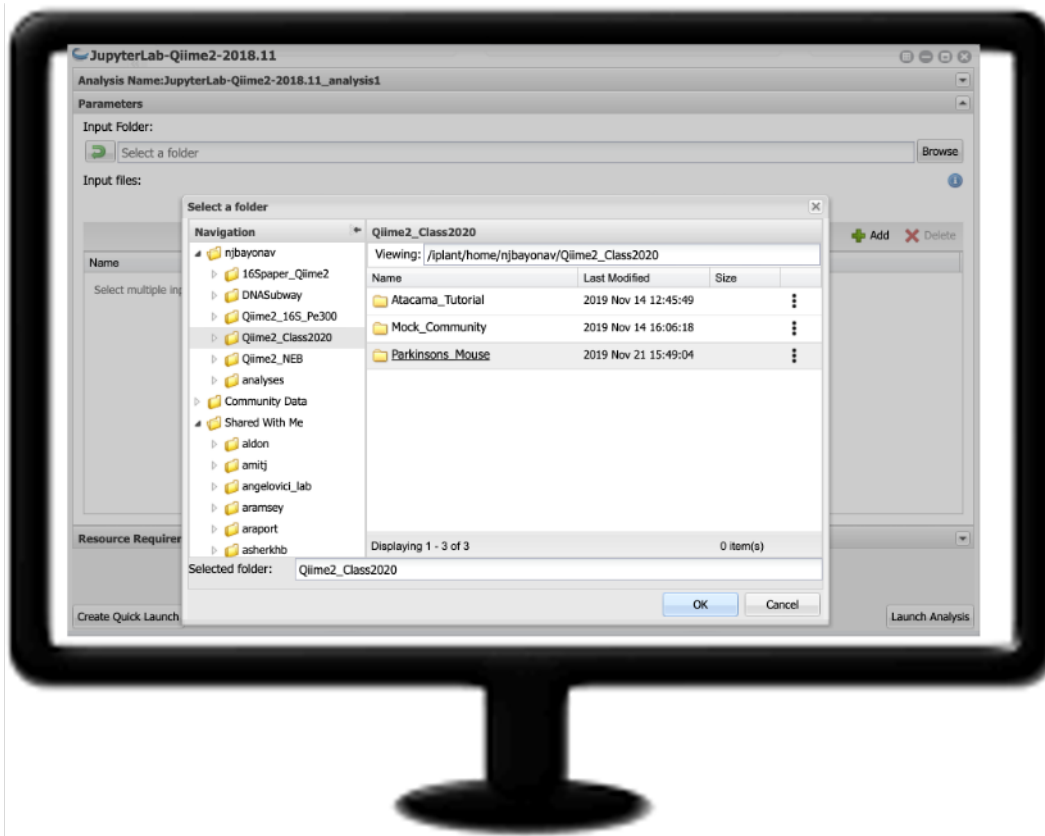 JupyterLab-Qiime2-2018.11
Analysis Name:JupyterLab-Qiime2-2018.11_analysis1
Parameters
Input Folder:
Select a folder
Browse
Input files:
Add
Delete
Name
Select multiple inp
Select a folder
Navigation
njbayonav
16Spaper_Qiime2
DNASubway
Qiime2_16S_Pe300
Qiime2_Class2020
Qiime2_NEB
analyses
Community Data
Shared With Me
aldon
amitj
angelovici_lab
aramsey
araport
asherkhb
Qiime2_Class2020
Viewing: /iplant/home/njbayonav/Qiime2_Class2020
Name Last Modified Size
Atacama_Tutorial 2019 Nov 14 12:45:49
Mock_Community 2019 Nov 14 16:06:18
Parkinsons_Mouse 2019 Nov 21 15:49:04
Displaying 1 - 3 of 3 0 item(s)
Selected folder: Qiime2_Class2020
OK Cancel
Resource Requirer
Create Quick Launch
Launch Analysis